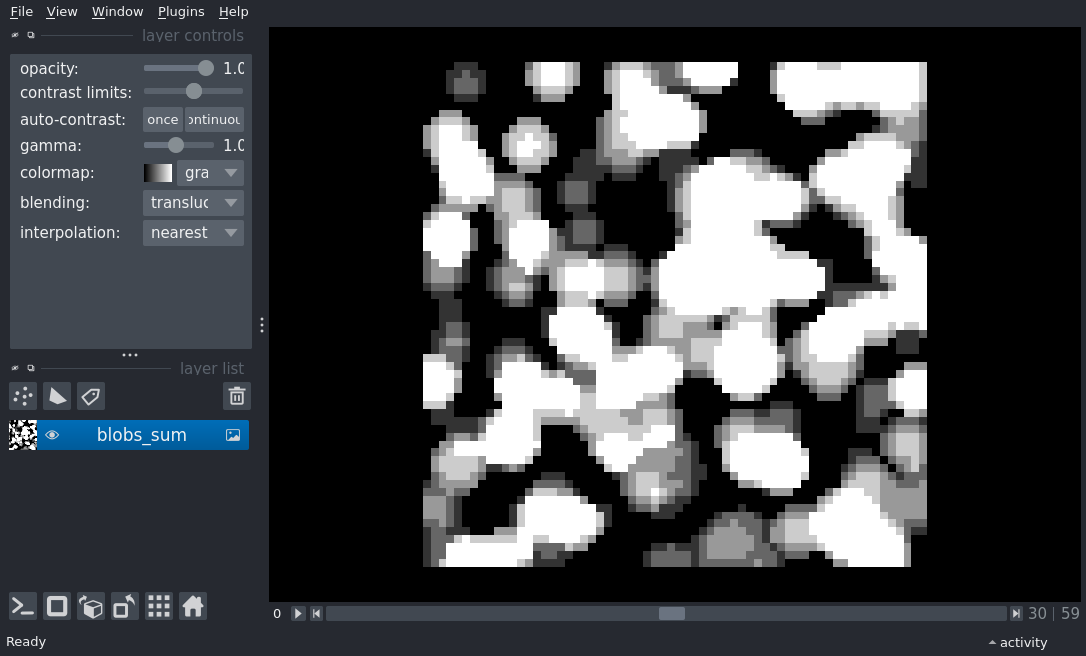 File View Window Plugins Help
layer controls
opacity: 1.0
contrast limits:
auto-contrast: once ontinuou
gamma: 1.0
colormap: gra
blending: transluc
interpolation: nearest
layer list
blobs_sum
0 30 | 59
Ready activity